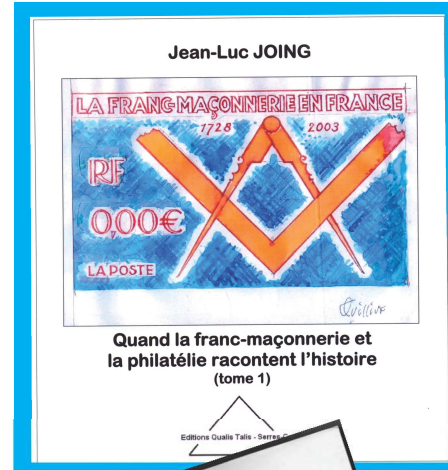 Jean-Luc JOING
LA FRANC-MAÇONNERIE EN FRANCE
1728 2003
RF
0,00€
LA POSTE
Quand la franc-maçonnerie et
la philatélie racontent l'histoire
(tome 1)
Editions Qualis Talis - Serres